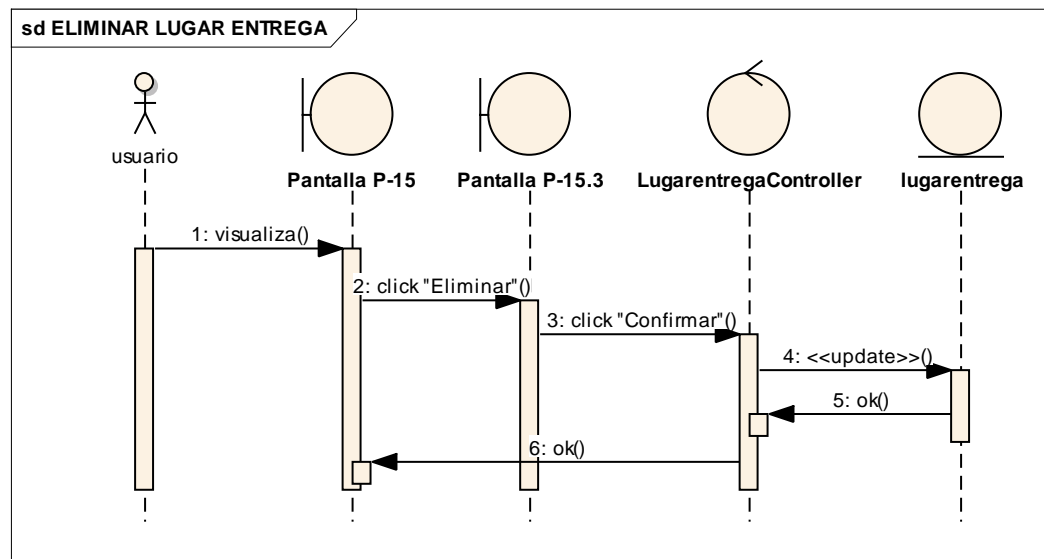 sd ELIMINAR LUGAR ENTREGA
usuario
Pantalla P-15
Pantalla P-15.3
LugarentregaController
lugarentrega
1: visualiza()
2: click "Eliminar"()
3: click "Confirmar"()
4: <<update>>()
5: ok()
6: ok()